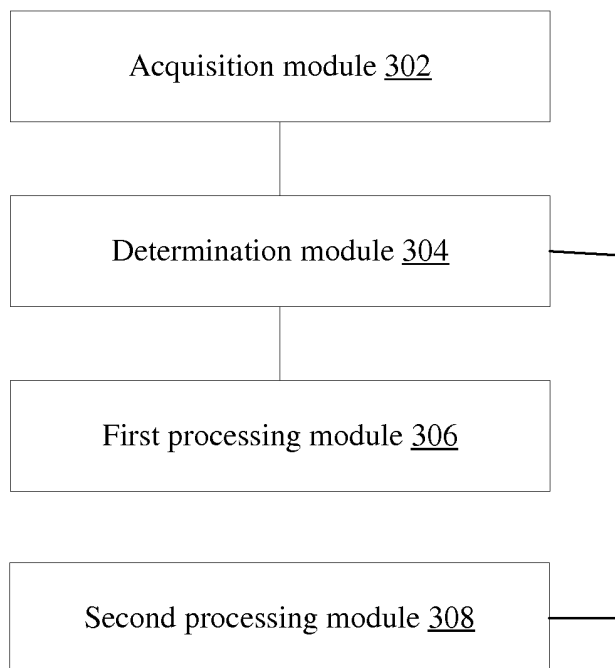 Acquisition module 302
Determination module 304
First processing module 306
Second processing module 308